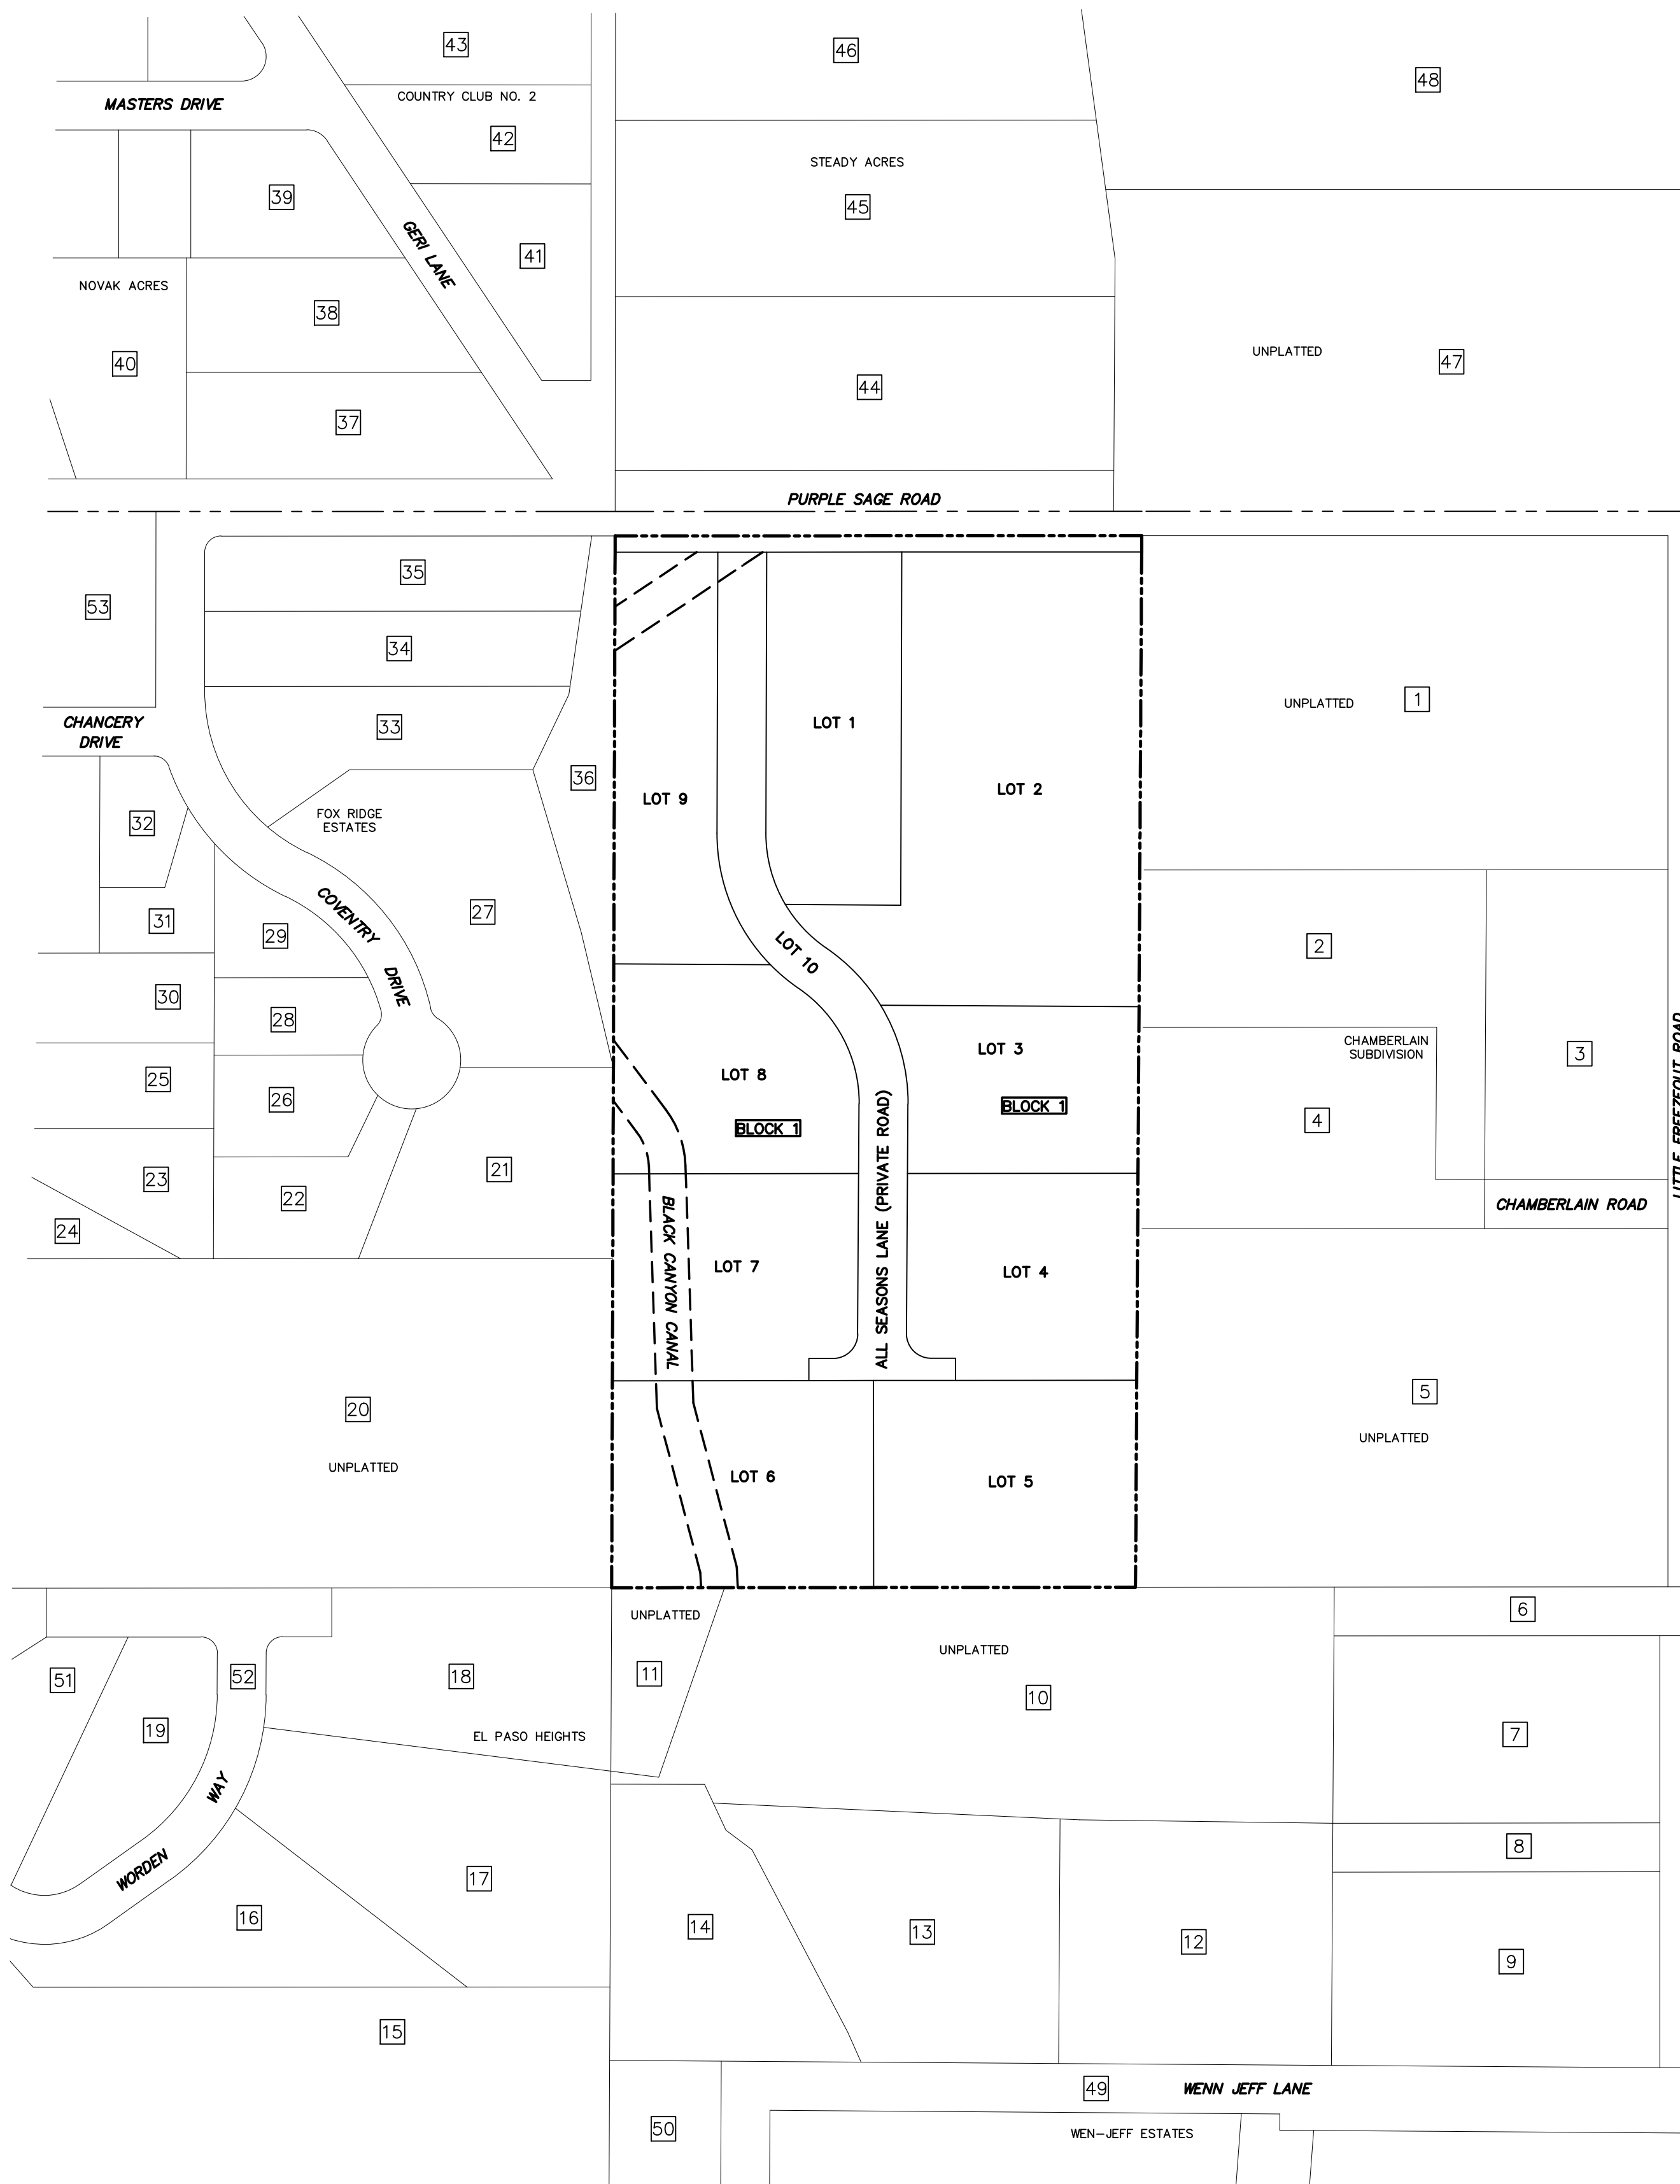 43
46
48
MASTERS DRIVE
COUNTRY CLUB NO. 2
42
STEADY ACRES
39
45
GERI LANE
41
NOVAK ACRES
38
40
UNPLATTED
47
44
37
PURPLE SAGE ROAD
35
53
34
CHANCERY
DRIVE
33
LOT 1
UNPLATTED
1
36
LOT 9
LOT 2
32
FOX RIDGE
ESTATES
27
31
29
COVENTRY
DRIVE
LOT 10
2
30
28
LOT 3
CHAMBERLAIN
SUBDIVISION
3
LITTLE FREEZEOUT ROAD
25
26
LOT 8
BLOCK 1
BLOCK 1
4
23
21
22
24
CHAMBERLAIN ROAD
ALL SEASONS LANE (PRIVATE ROAD)
BLACK CANYON CANAL
LOT 7
LOT 4
20
UNPLATTED
5
UNPLATTED
LOT 6
LOT 5
UNPLATTED
6
UNPLATTED
51
52
18
11
10
19
EL PASO HEIGHTS
7
WORDEN
WAY
8
17
16
14
13
12
9
15
49
WENN JEFF LANE
50
WEN-JEFF ESTATES